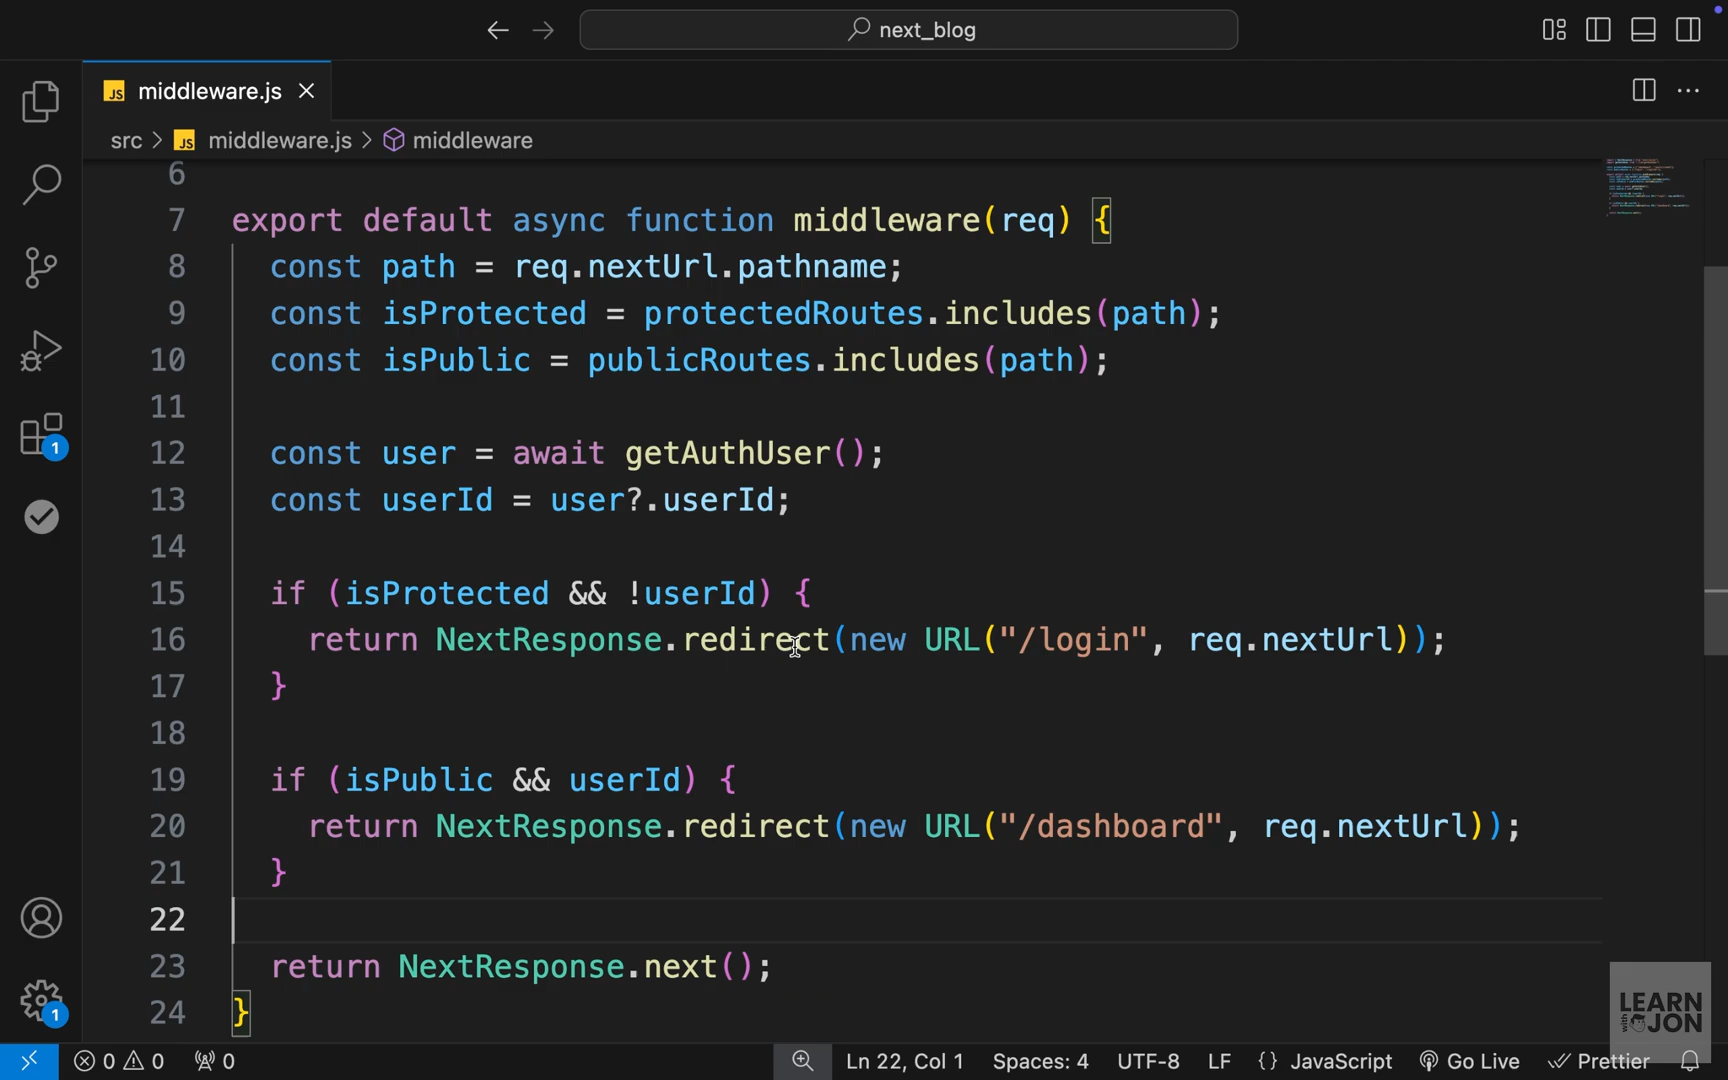 next_blog
JS middleware.js
src > JS middleware.js > middleware
6
7 export default async function middleware(req) {
8 const path = req.nextUrl.pathname;
9 const isProtected = protectedRoutes.includes(path);
10 const isPublic = publicRoutes.includes(path);
11
12 const user = await getAuthUser();
13 const userId = user?.userId;
14
15 if (isProtected && !userId) {
16 return NextResponse.redirect(new URL("/login", req.nextUrl));
17 }
18
19 if (isPublic && userId) {
20 return NextResponse.redirect(new URL("/dashboard", req.nextUrl));
21 }
22
23 return NextResponse.next();
24 }
1
1
LEARN
with JON
0 0 0 Ln 22, Col 1 Spaces: 4 UTF-8 LF {} JavaScript Go Live Prettier